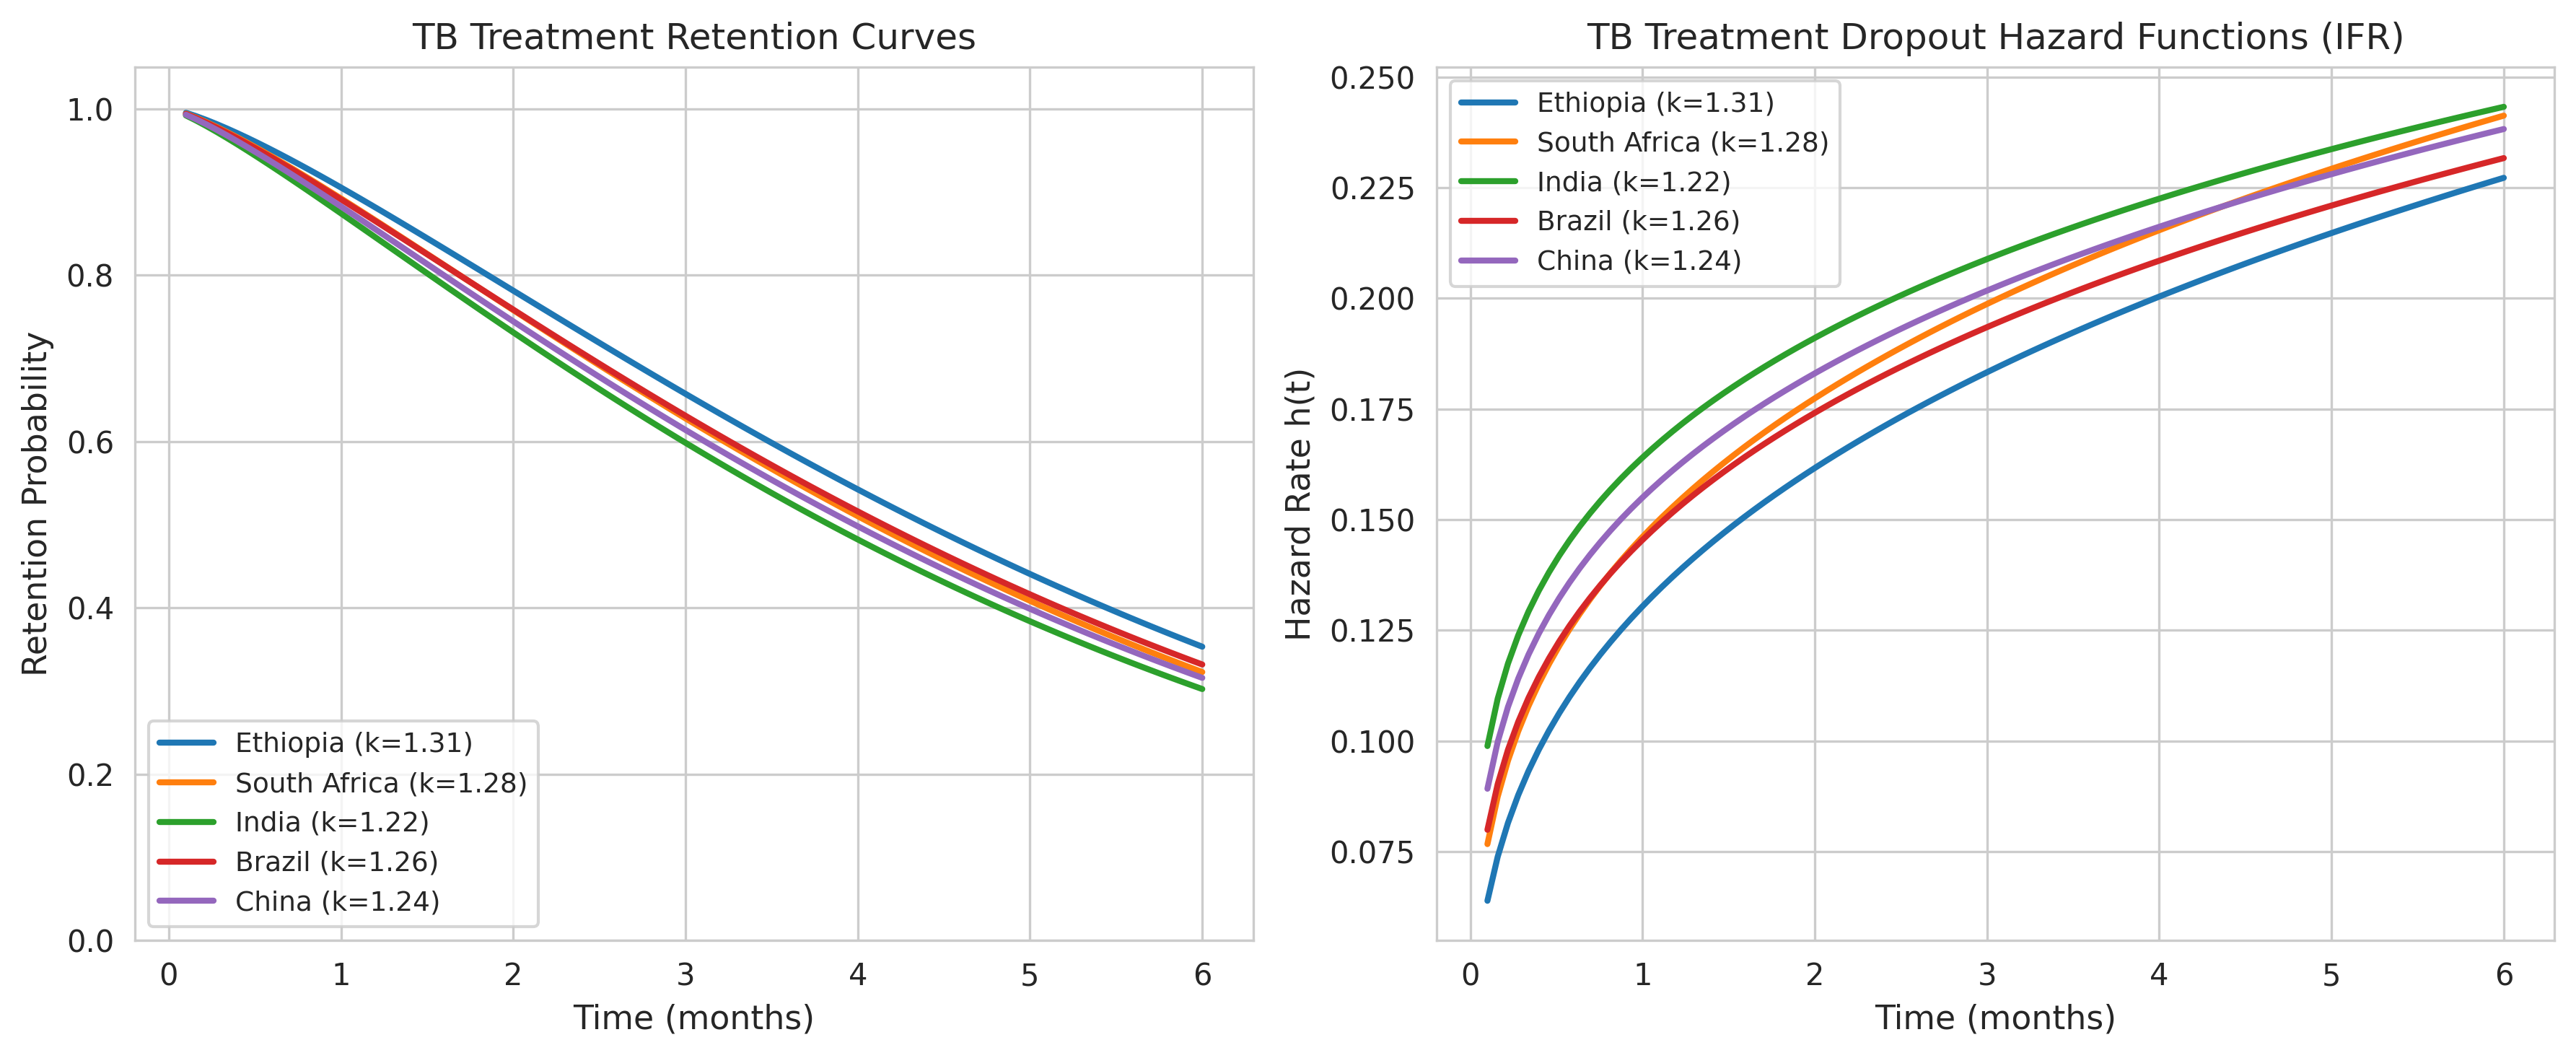 TB Treatment Retention Curves
Retention Probability
1.0
0.8
0.6
0.4
0.2
0.0
Ethiopia (k=1.31)
South Africa (k=1.28)
India (k=1.22)
Brazil (k=1.26)
China (k=1.24)
0 1 2 3 4 5 6
Time (months)
TB Treatment Dropout Hazard Functions (IFR)
Hazard Rate h(t)
0.250
0.225
0.200
0.175
0.150
0.125
0.100
0.075
Ethiopia (k=1.31)
South Africa (k=1.28)
India (k=1.22)
Brazil (k=1.26)
China (k=1.24)
0 1 2 3 4 5 6
Time (months)